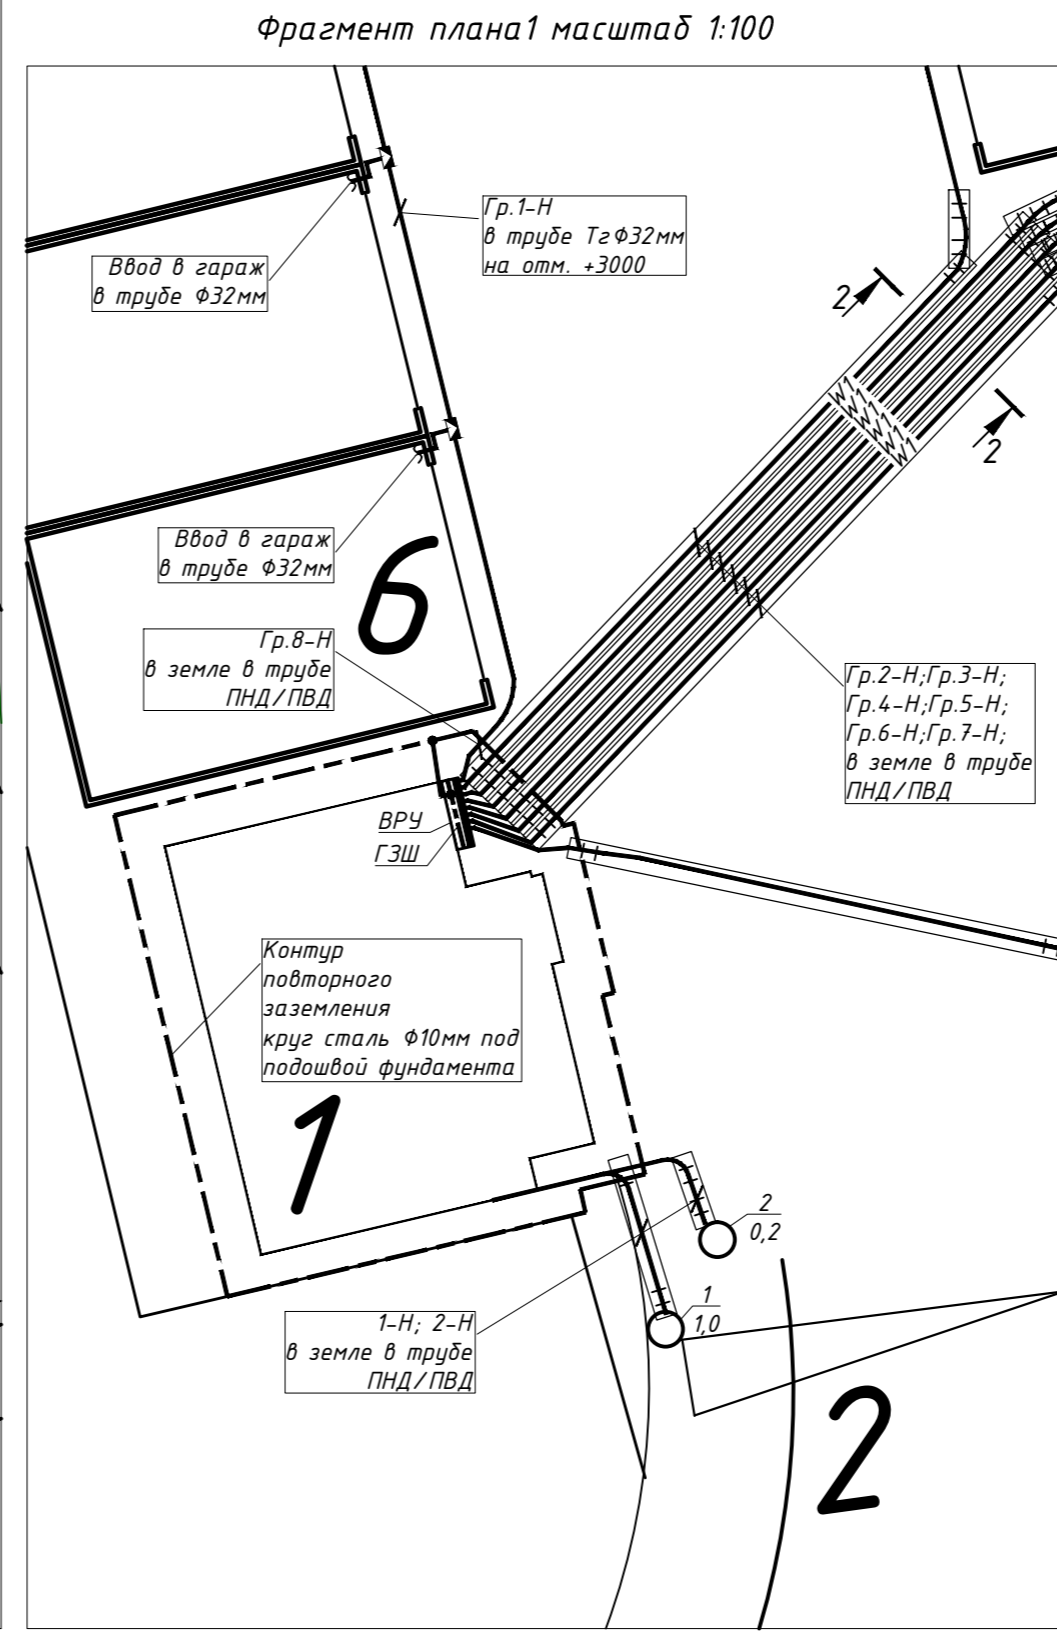 Фрагмент плана1 масштаб 1:100
Гр.1-Н
в трубе ТгФ32мм
на отм. +3000
Ввод в гараж
в трубе Ф32мм
2
2
Ввод в гараж
в трубе Ф32мм
6
Гр.8-Н
в земле в трубе
ПНД/ПВД
Гр.2-Н;Гр.3-Н;
Гр.4-Н;Гр.5-Н;
Гр.6-Н;Гр.7-Н;
в земле в трубе
ПНД/ПВД
ВРУ
ГЗШ
Контур
повторного
заземления
круг сталь Ф10мм под
подошвой фундамента
1
2
0,2
1
1,0
1-Н; 2-Н
в земле в трубе
ПНД/ПВД
2